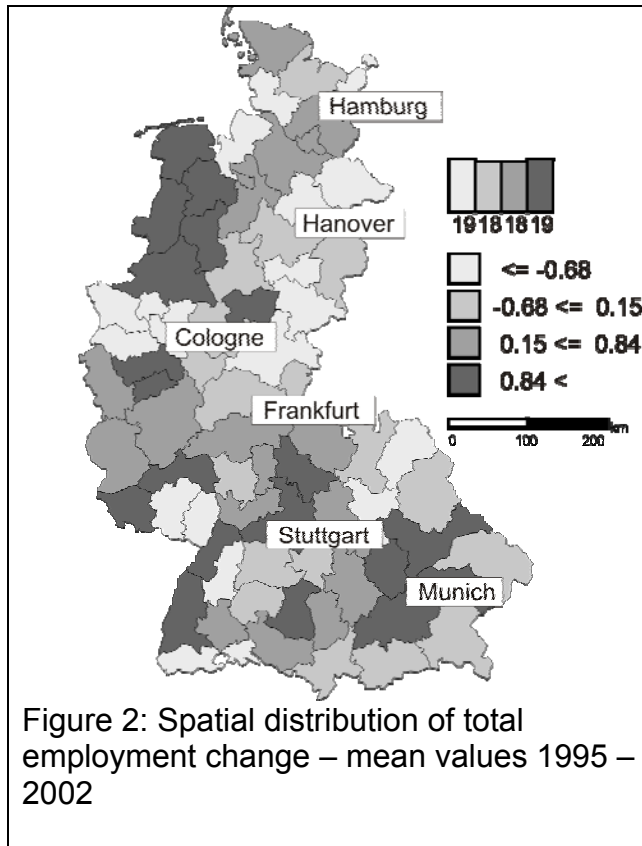 Hamburg
Hanover
19 18 18 19
<= -0.68
-0.68 <= 0.15
0.15 <= 0.84
0.84 <
Cologne
Frankfurt
0 100 200 km
Stuttgart
Munich
Figure 2: Spatial distribution of total
employment change – mean values 1995 –
2002